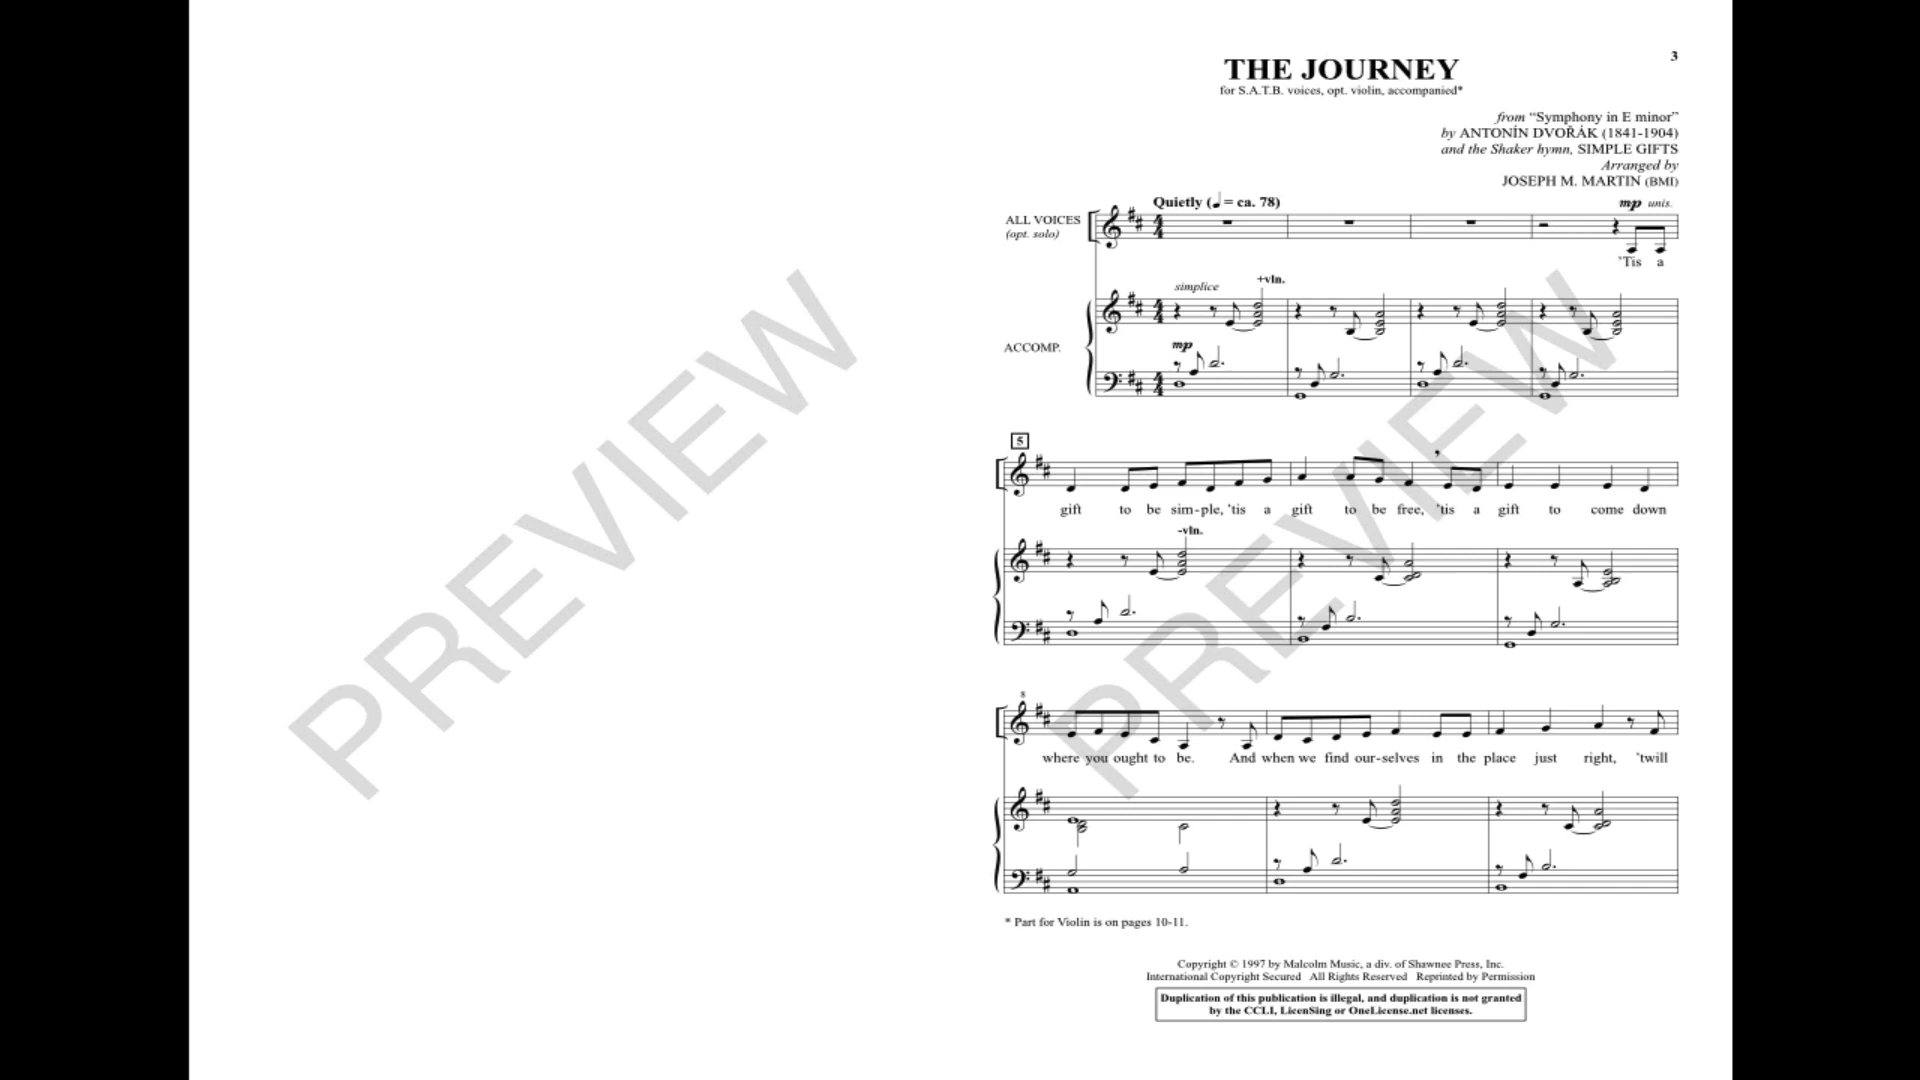 3
THE JOURNEY
for S.A.T.B. voices, opt. violin, accompanied*
from “Symphony in E minor”
by ANTONÍN DVOŘÁK (1841-1904)
and the Shaker hymn, SIMPLE GIFTS
Arranged by
JOSEPH M. MARTIN (BMI)
Quietly (♩ = ca. 78)
mp unis.
ALL VOICES
(opt. solo)
’Tis a
+vln.
simplice
ACCOMP.
mp
5
gift to be sim-ple, ’tis a gift to be free, ’tis a gift to come down
-vln.
8
where you ought to be. And when we find our-selves in the place just right, ’twill
* Part for Violin is on pages 10-11.
Copyright © 1997 by Malcolm Music, a div. of Shawnee Press, Inc.
International Copyright Secured All Rights Reserved Reprinted by Permission
Duplication of this publication is illegal, and duplication is not granted
by the CCLI, LicenSing or OneLicense.net licenses.
PREVIEW
PREVIEW